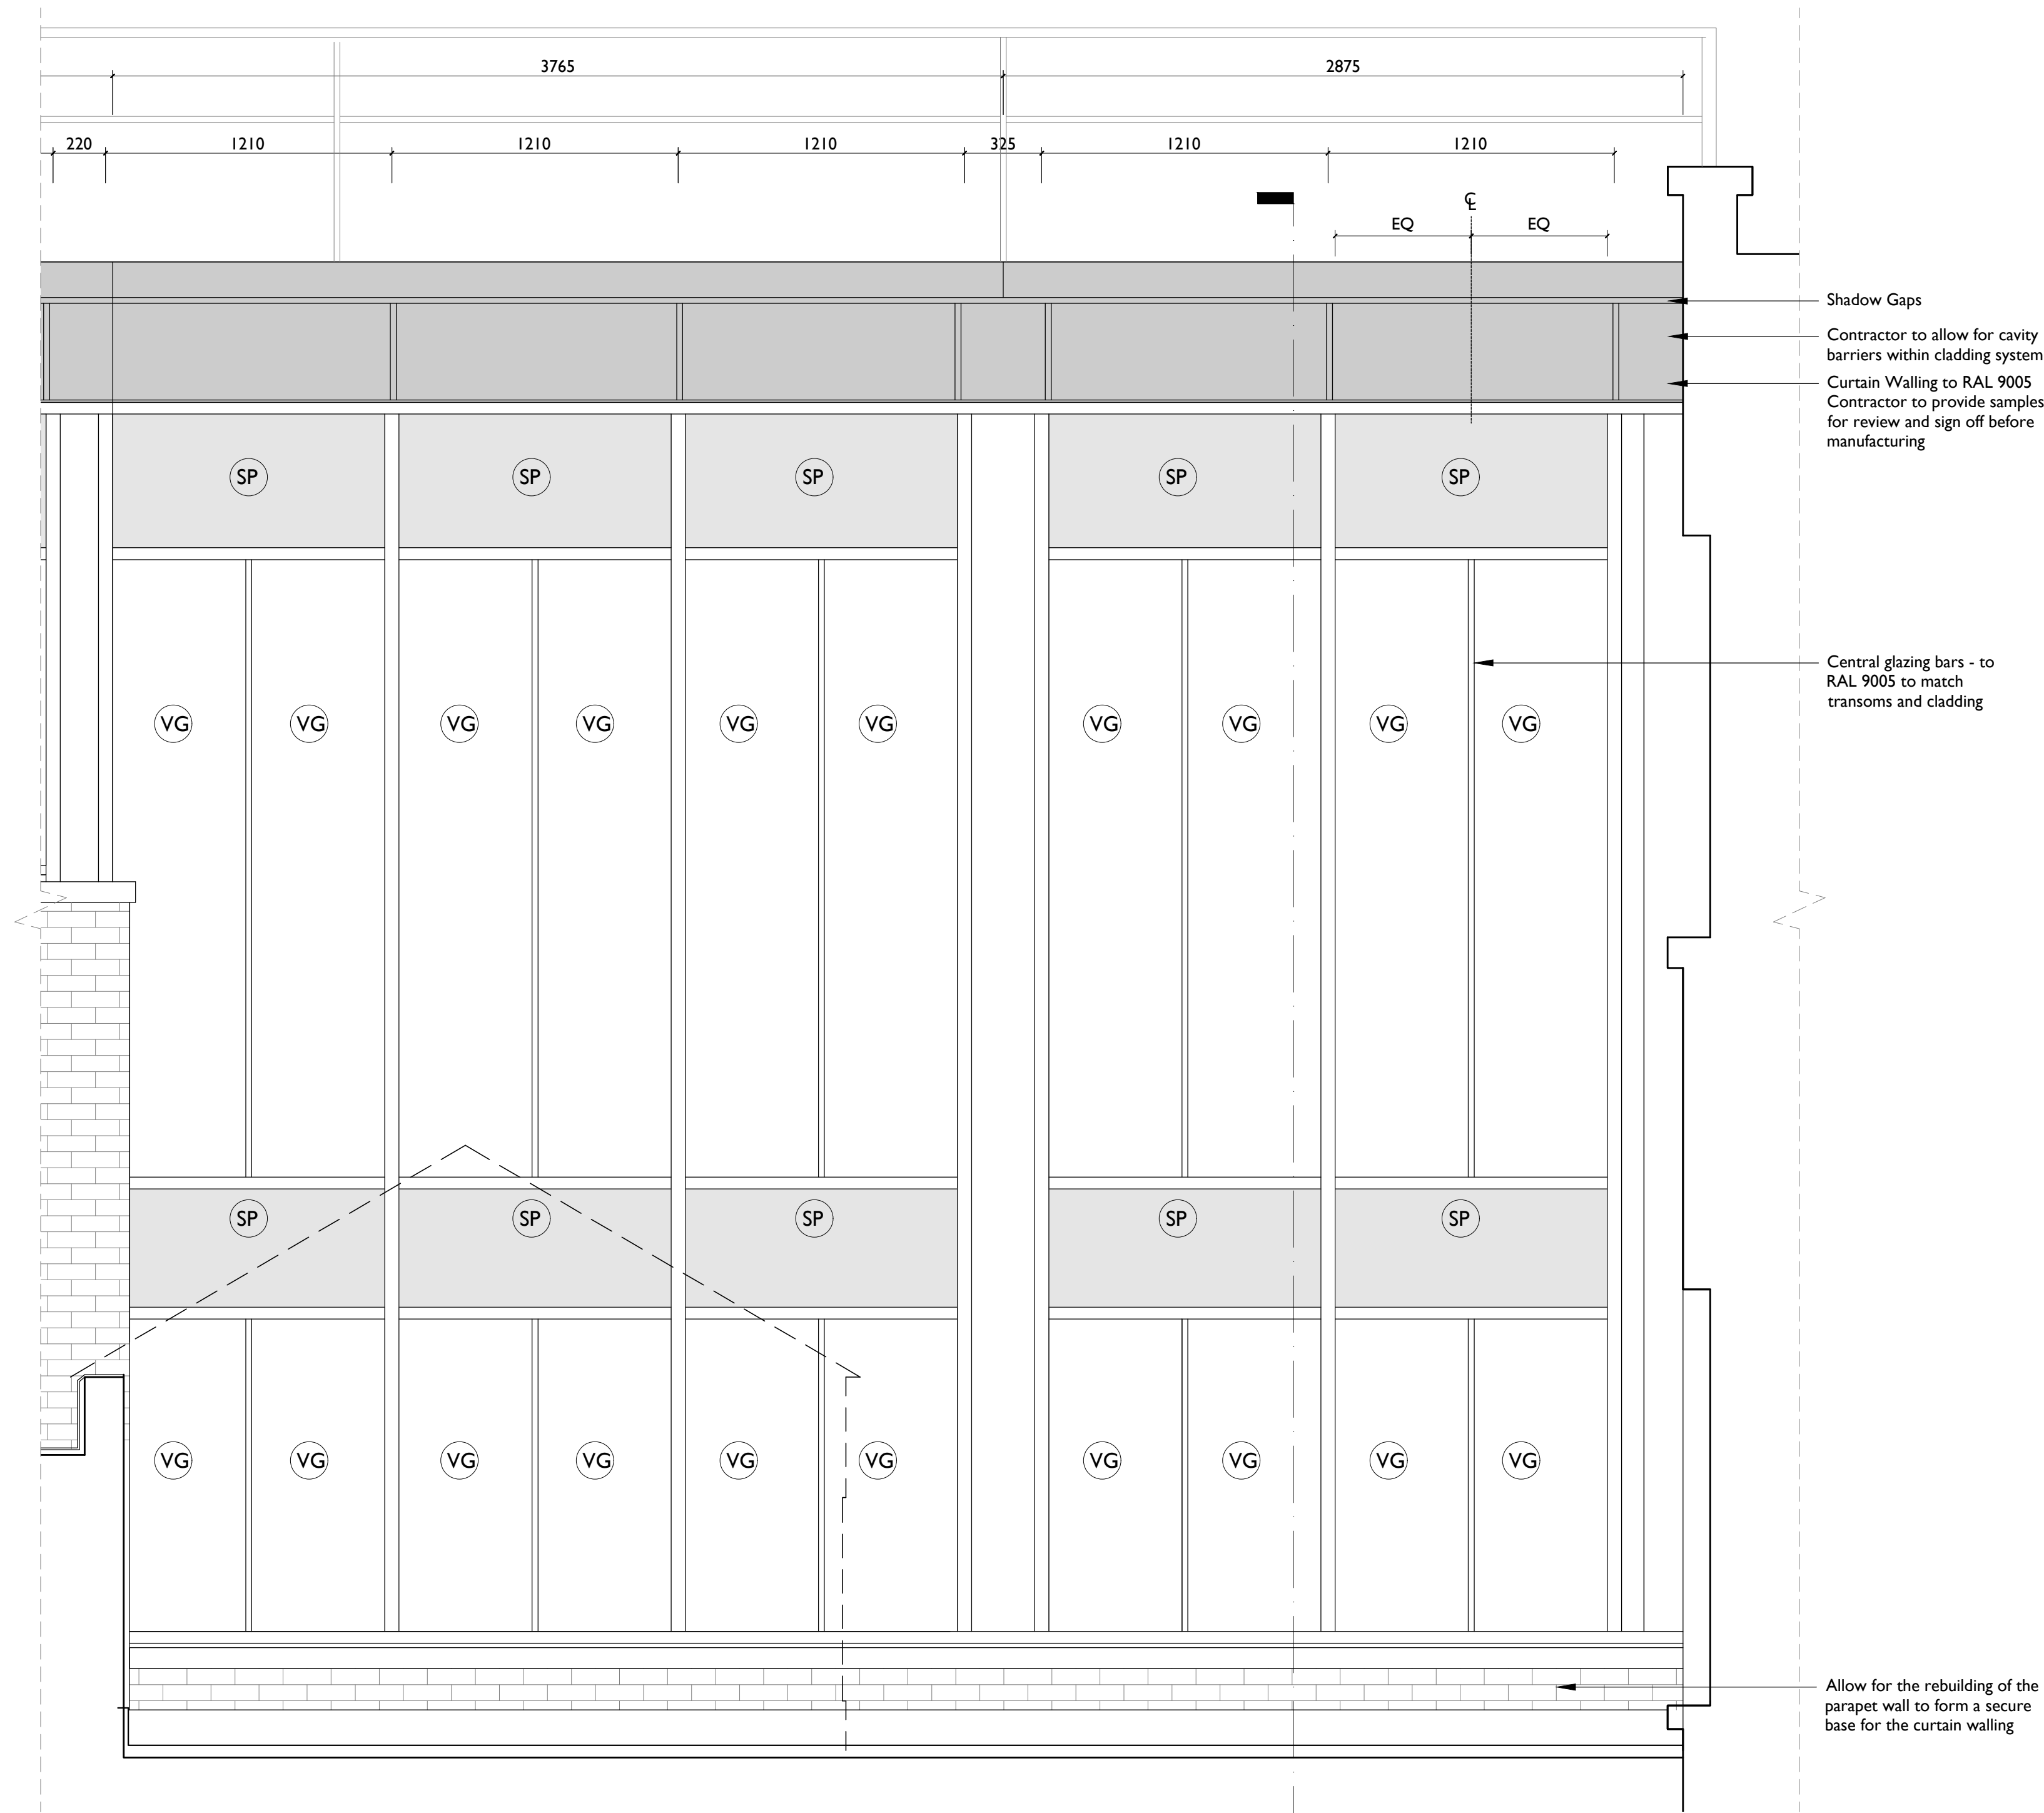 3765
2875
220
1210
1210
1210
325
1210
1210
℄
EQ
EQ
Shadow Gaps
Contractor to allow for cavity
barriers within cladding system
Curtain Walling to RAL 9005
Contractor to provide samples
for review and sign off before
manufacturing
SP
SP
SP
SP
SP
Central glazing bars - to
RAL 9005 to match
transoms and cladding
VG
VG
VG
VG
VG
VG
VG
VG
VG
VG
SP
SP
SP
SP
SP
VG
VG
VG
VG
VG
VG
VG
VG
VG
VG
Allow for the rebuilding of the
parapet wall to form a secure
base for the curtain walling